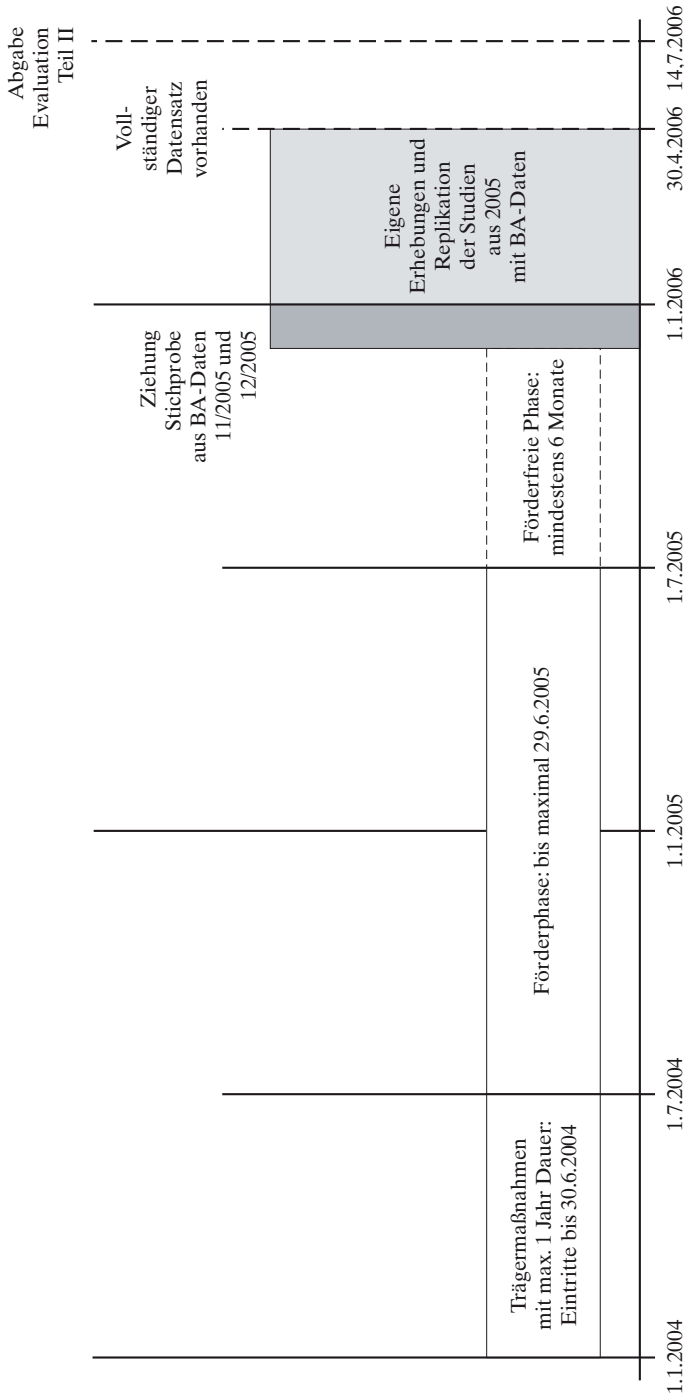 Abgabe
Evaluation
Teil II
Voll-
ständiger
Datensatz
vorhanden
Ziehung
Stichprobe
aus BA-Daten
11/2005 und
12/2005
Eigene
Erhebungen und
Replikation
der Studien
aus 2005
mit BA-Daten
Förderfreie Phase:
mindestens 6 Monate
Förderphase: bis maximal 29.6.2005
Trägermaßnahmen
mit max. 1 Jahr Dauer:
Eintritte bis 30.6.2004
1.1.2004
1.7.2004
1.1.2005
1.7.2005
1.1.2006
30.4.2006
14.7.2006